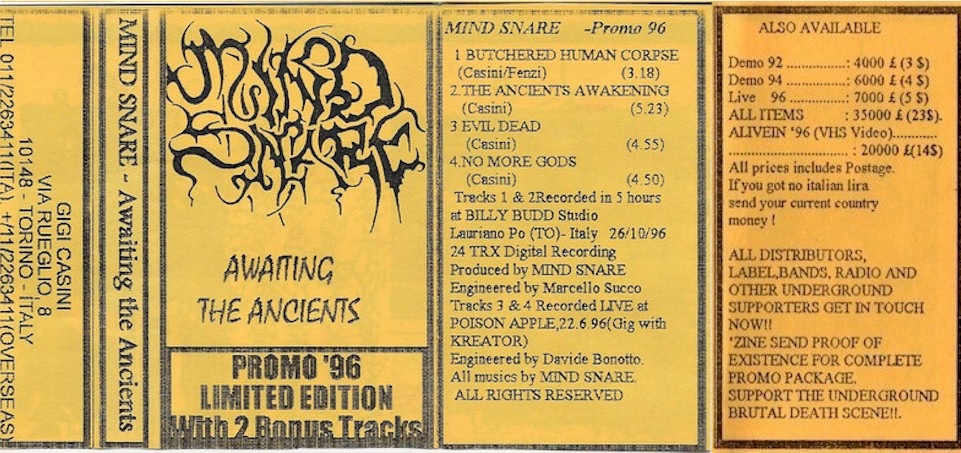 TEL 011/2263411(ITA), +/11/2263411(OVERSEAS)
10148 - TORINO - ITALY
VIA RUEGLIO, 8
GIGI CASINI
MIND SNARE - Awaiting the Ancients
MIND
SNARE
AWAITING
THE ANCIENTS
PROMO '96
LIMITED EDITION
With 2 Bonus Tracks
MIND SNARE -Promo 96
1 BUTCHERED HUMAN CORPSE
(Casini/Fenzi) (3.18)
2.THE ANCIENTS AWAKENING
(Casini) (5.23)
3 EVIL DEAD
(Casini) (4.55)
4.NO MORE GODS
(Casini) (4.50)
Tracks 1 & 2Recorded in 5 hours
at BILLY BUDD Studio
Lauriano Po (TO)- Italy 26/10/96
24 TRX Digital Recording
Produced by MIND SNARE
Engineered by Marcello Succo
Tracks 3 & 4 Recorded LIVE at
POISON APPLE,22.6.96(Gig with
KREATOR)
Engineered by Davide Bonotto.
All musics by MIND SNARE.
ALL RIGHTS RESERVED
ALSO AVAILABLE
Demo 92 ...............: 4000 £ (3 $)
Demo 94 ...............: 6000 £ (4 $)
Live 96 ..............: 7000 £ (5 $)
ALL ITEMS : 35000 £ (23$).
ALIVEIN '96 (VHS Video)...........
............................... : 20000 £(14$)
All prices includes Postage.
If you got no italian lira
send your current country
money !
ALL DISTRIBUTORS,
LABEL,BANDS, RADIO AND
OTHER UNDERGROUND
SUPPORTERS GET IN TOUCH
NOW!!
'ZINE SEND PROOF OF
EXISTENCE FOR COMPLETE
PROMO PACKAGE.
SUPPORT THE UNDERGROUND
BRUTAL DEATH SCENE!!.